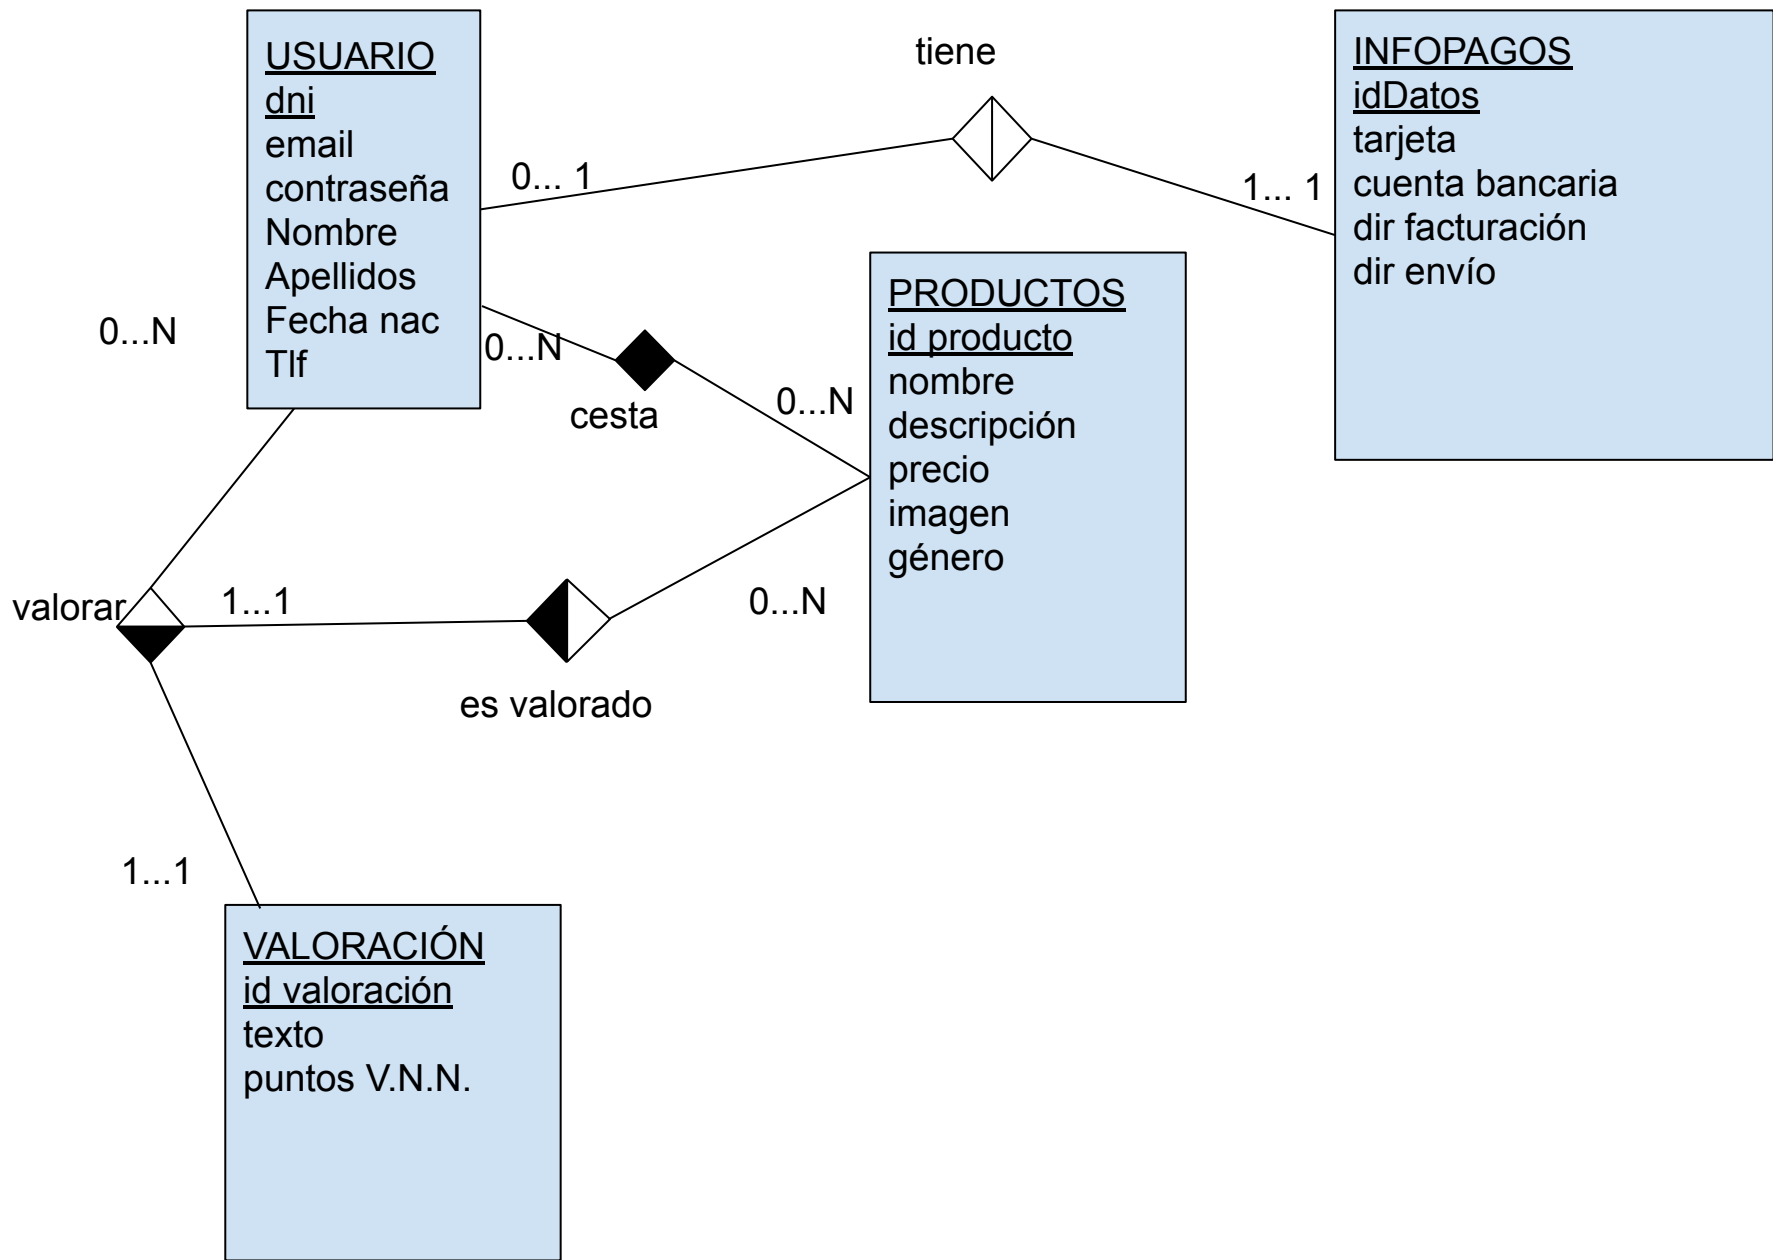 USUARIO
dni
email
contraseña
Nombre
Apellidos
Fecha nac
Tlf
tiene
0... 1
1... 1
INFOPAGOS
idDatos
tarjeta
cuenta bancaria
dir facturación
dir envío
0...N
0...N
cesta
0...N
PRODUCTOS
id producto
nombre
descripción
precio
imagen
género
valorar
1...1
0...N
es valorado
1...1
VALORACIÓN
id valoración
texto
puntos V.N.N.